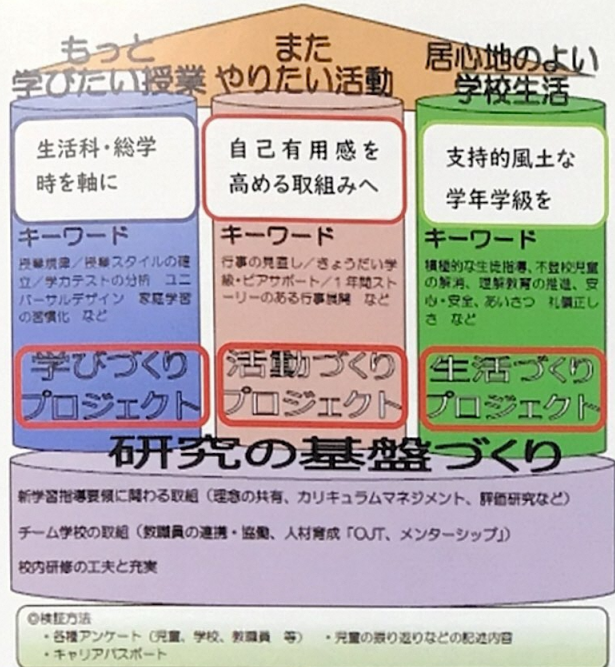 もっと
学びたい授業
また
やりたい活動
居心地のよい
学校生活
生活科・総学
時を軸に
自己有用感を
高める取組みへ
支持的風土な
学年学級を
キーワード
授業規律／授業スタイルの確
立／学力テストの分析 ユニ
バーサルデザイン 家庭学習
の習慣化 など
キーワード
行事の見直し／きょうだい学
級・ピアサポート／1年間スト
ーリーのある行事展開 など
キーワード
積極的な生徒指導、不登校児童
の解消、理解教育の推進、安
心・安全、あいさつ 礼儀正し
さ など
学びづくり
プロジェクト
活動づくり
プロジェクト
生活づくり
プロジェクト
研究の基盤づくり
新学習指導要領に関わる取組（理念の共有、カリキュラムマネジメント、評価研究など）
チーム学校の取組（教職員の連携・協働、人材育成「OJT、メンターシップ」）
校内研修の工夫と充実
◎検証方法
・各種アンケート（児童、学校、教職員 等） ・児童の振り返りなどの記述内容
・キャリアパスポート